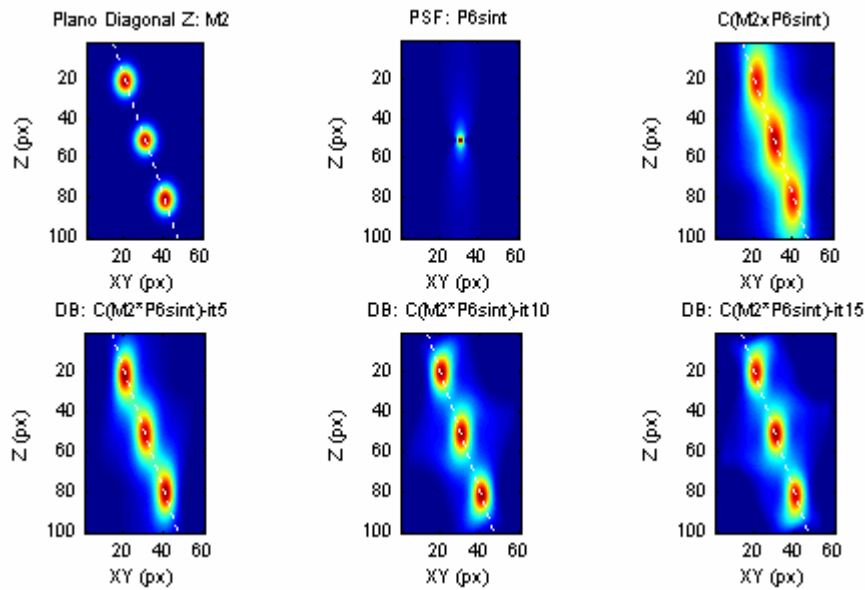 Plano Diagonal Z: M2
PSF: P6sint
C(M2xP6sint)
20
40
60
80
100
Z (px)
20 40 60
XY (px)
20
40
60
80
100
Z (px)
20 40 60
XY (px)
20
40
60
80
100
Z (px)
20 40 60
XY (px)
DB: C(M2*P6sint)-it5
DB: C(M2*P6sint)-it10
DB: C(M2*P6sint)-it15
20
40
60
80
100
Z (px)
20 40 60
XY (px)
20
40
60
80
100
Z (px)
20 40 60
XY (px)
20
40
60
80
100
Z (px)
20 40 60
XY (px)